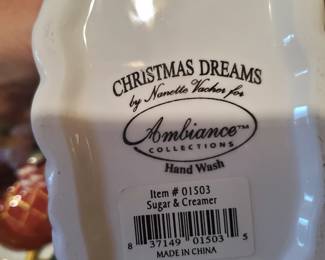 CHRISTMAS DREAMS
by Nanette Vacher for
Ambiance™
COLLECTIONS
Hand Wash
Item # 01503
Sugar & Creamer
8 37149 01503 5
MADE IN CHINA